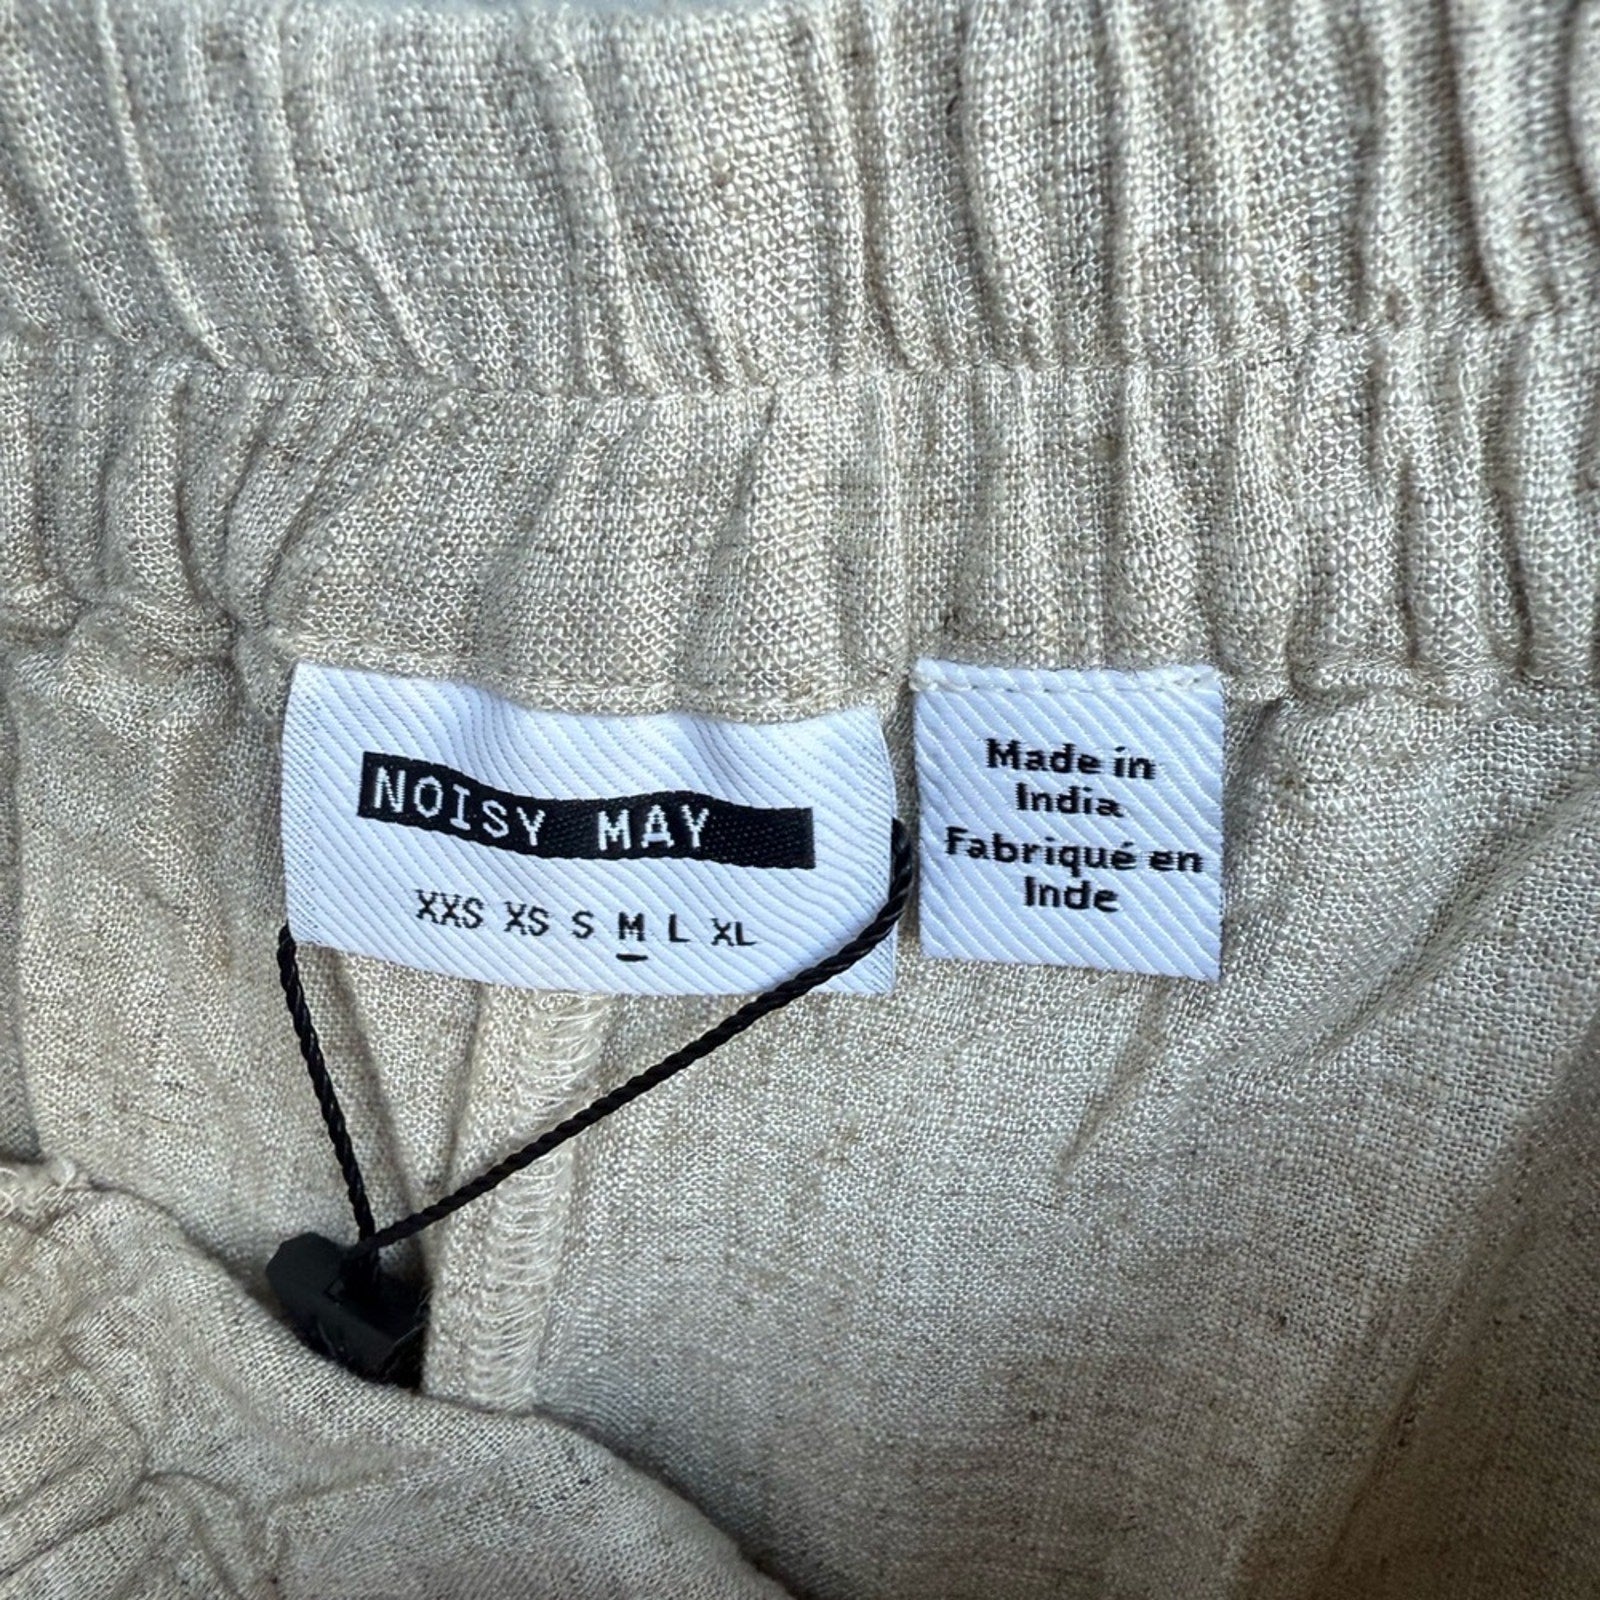 NOISY MAY
XXS XS S M L XL
Made in
India
Fabriqué en
Inde